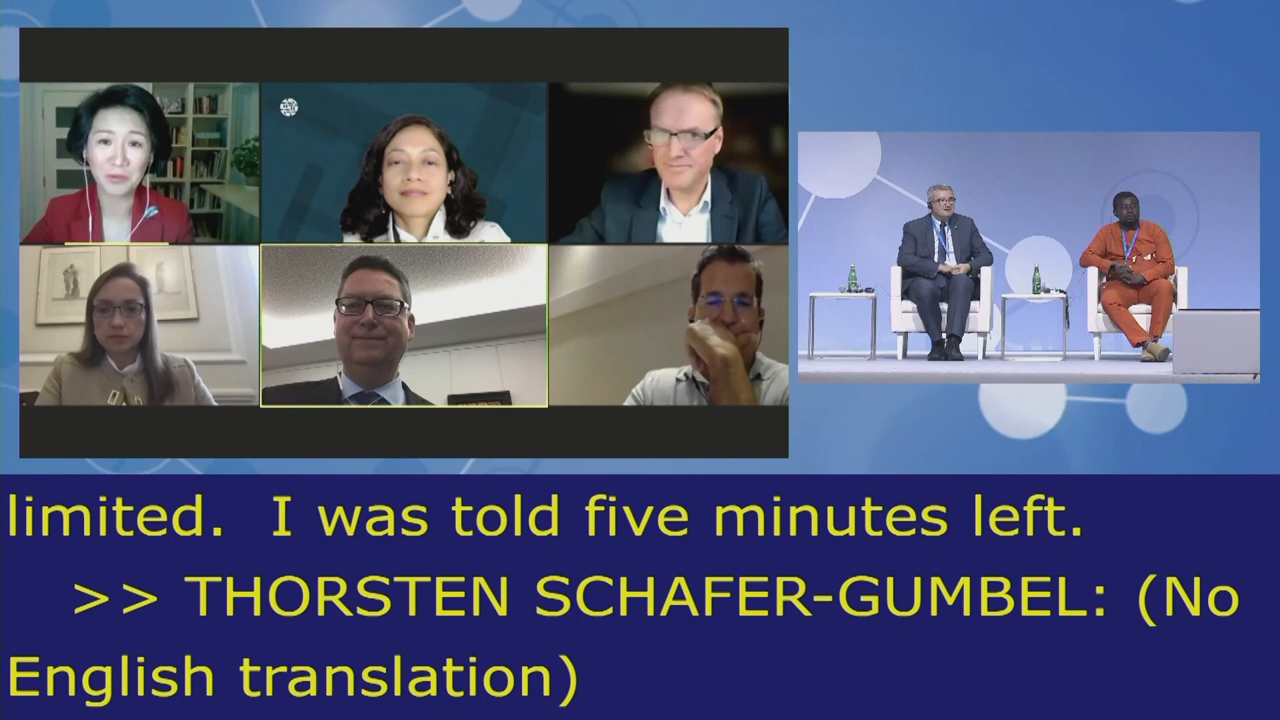 limited.  I was told five minutes left.
>> THORSTEN SCHAFER-GUMBEL: (No
English translation)